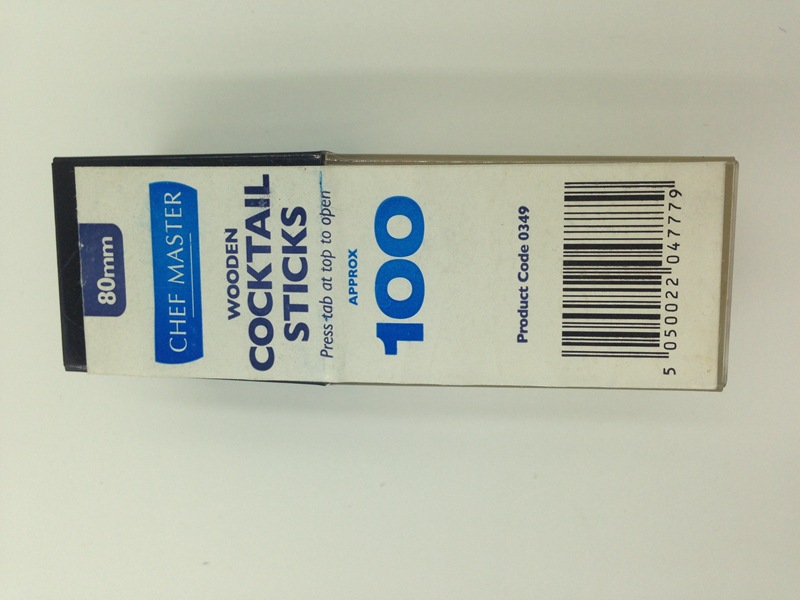 80mm
CHEF MASTER
WOODEN
COCKTAIL
STICKS
Press tab at top to open
APPROX
100
Product Code 0349
5 050022 047779